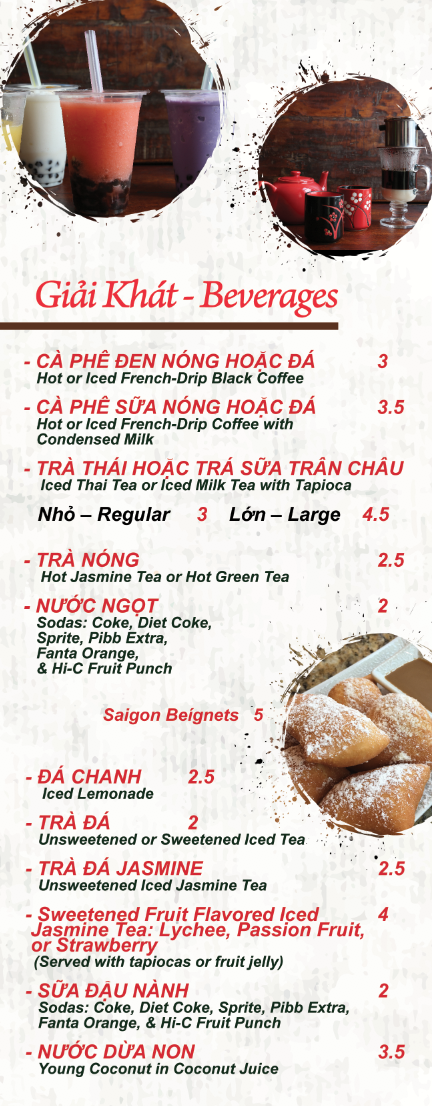 Giải Khát - Beverages
- CÀ PHÊ ĐEN NÓNG HOẶC ĐÁ 3
Hot or Iced French-Drip Black Coffee
- CÀ PHÊ SỮA NÓNG HOẶC ĐÁ 3.5
Hot or Iced French-Drip Coffee with
Condensed Milk
- TRÀ THÁI HOẶC TRÁ SỮA TRÂN CHÂU
Iced Thai Tea or Iced Milk Tea with Tapioca
Nhỏ – Regular 3 Lớn – Large 4.5
- TRÀ NÓNG 2.5
Hot Jasmine Tea or Hot Green Tea
- NƯỚC NGỌT 2
Sodas: Coke, Diet Coke,
Sprite, Pibb Extra,
Fanta Orange,
& Hi-C Fruit Punch
Saigon Beignets 5
- ĐÁ CHANH 2.5
Iced Lemonade
- TRÀ ĐÁ 2
Unsweetened or Sweetened Iced Tea
- TRÀ ĐÁ JASMINE 2.5
Unsweetened Iced Jasmine Tea
- Sweetened Fruit Flavored Iced 4
Jasmine Tea: Lychee, Passion Fruit,
or Strawberry
(Served with tapiocas or fruit jelly)
- SỮA ĐẬU NÀNH 2
Sodas: Coke, Diet Coke, Sprite, Pibb Extra,
Fanta Orange, & Hi-C Fruit Punch
- NƯỚC DỪA NON 3.5
Young Coconut in Coconut Juice